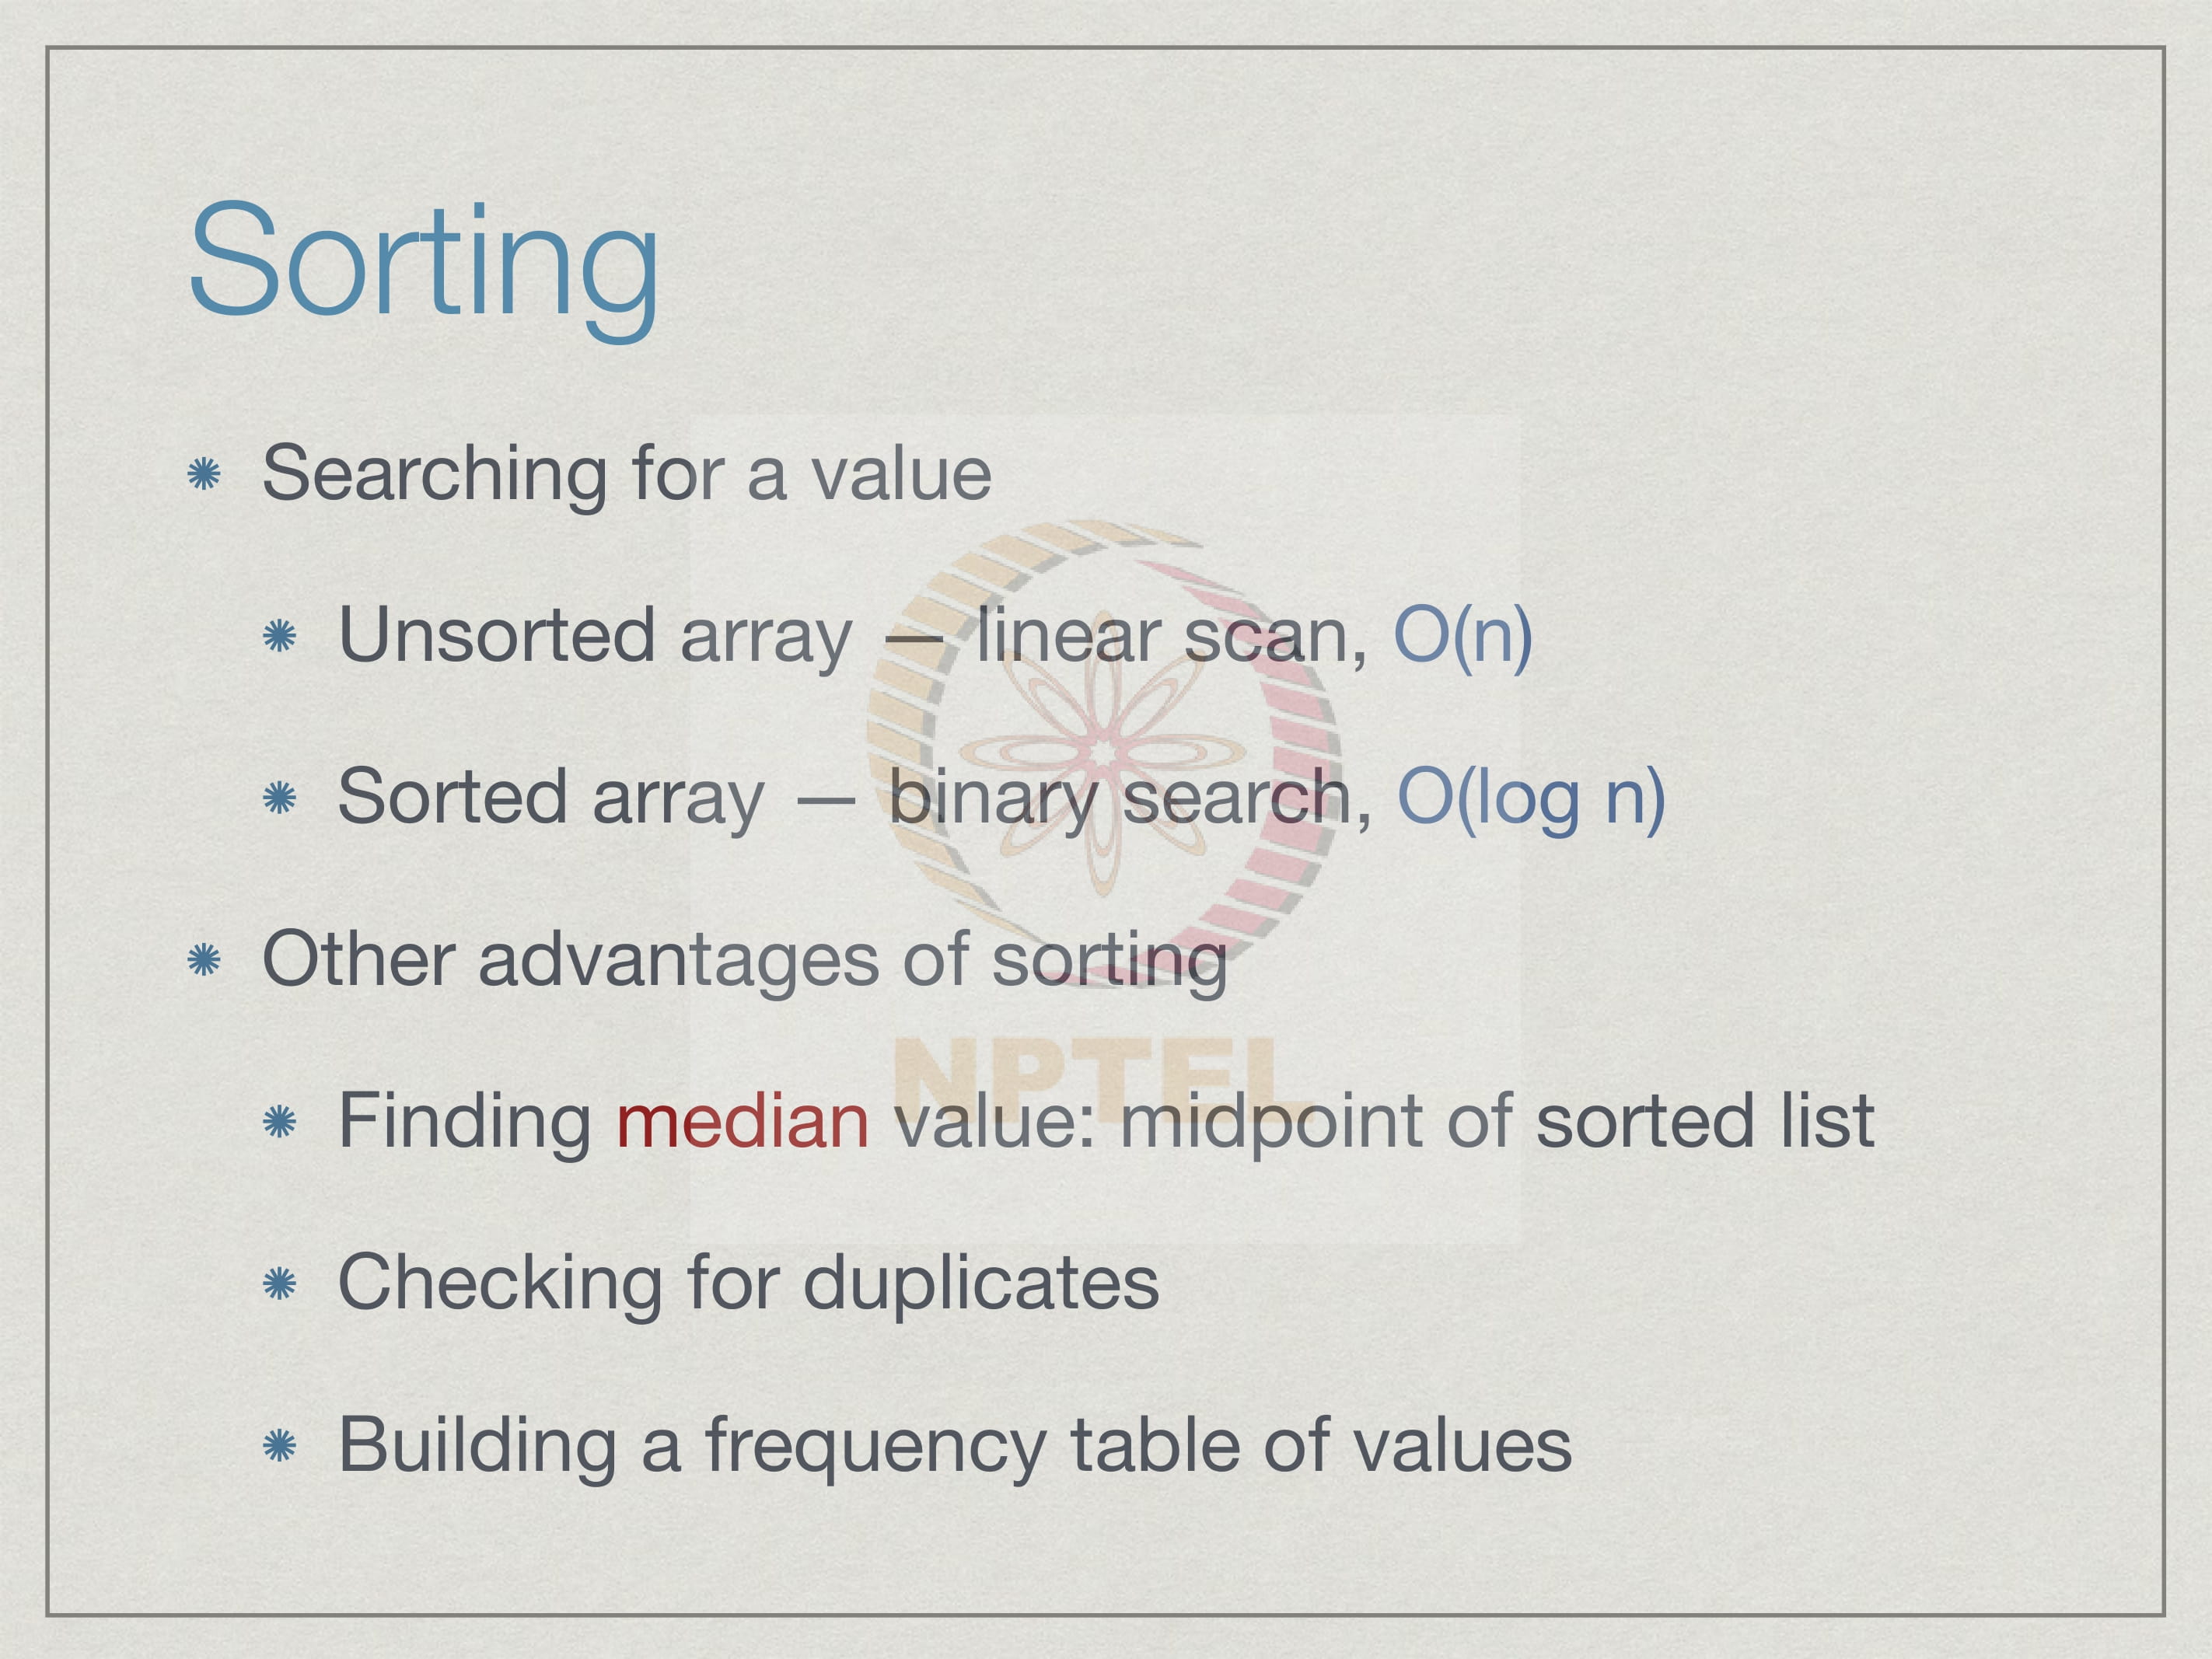 Sorting
Searching for a value
Unsorted array — linear scan, O(n)
Sorted array — binary search, O(log n)
Other advantages of sorting
NPTEL
Finding median value: midpoint of sorted list
Checking for duplicates
Building a frequency table of values